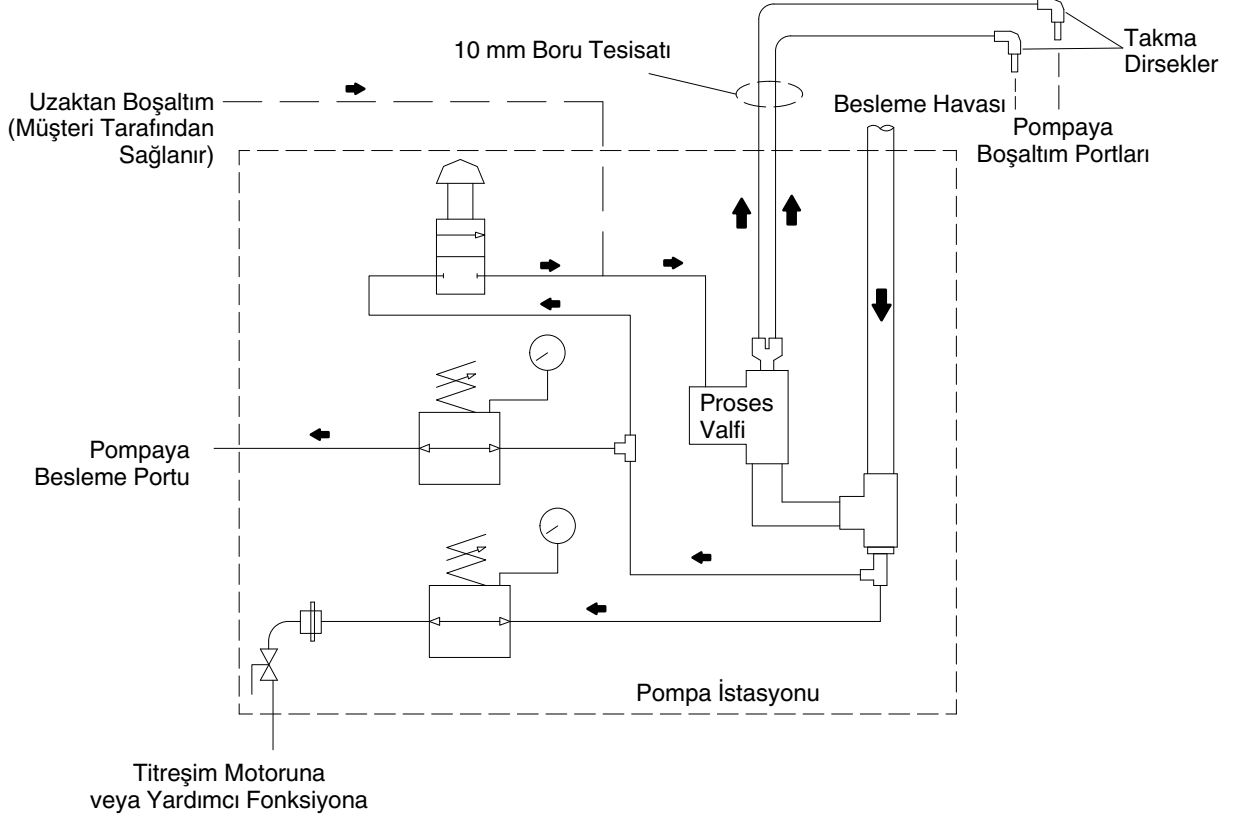 10 mm Boru Tesisatı
Takma
Dirsekler
Uzaktan Boşaltım
(Müşteri Tarafından
Sağlanır)
Besleme Havası
Pompaya
Boşaltım Portları
Proses
Valfi
Pompaya
Besleme Portu
Pompa İstasyonu
Titreşim Motoruna
veya Yardımcı Fonksiyona